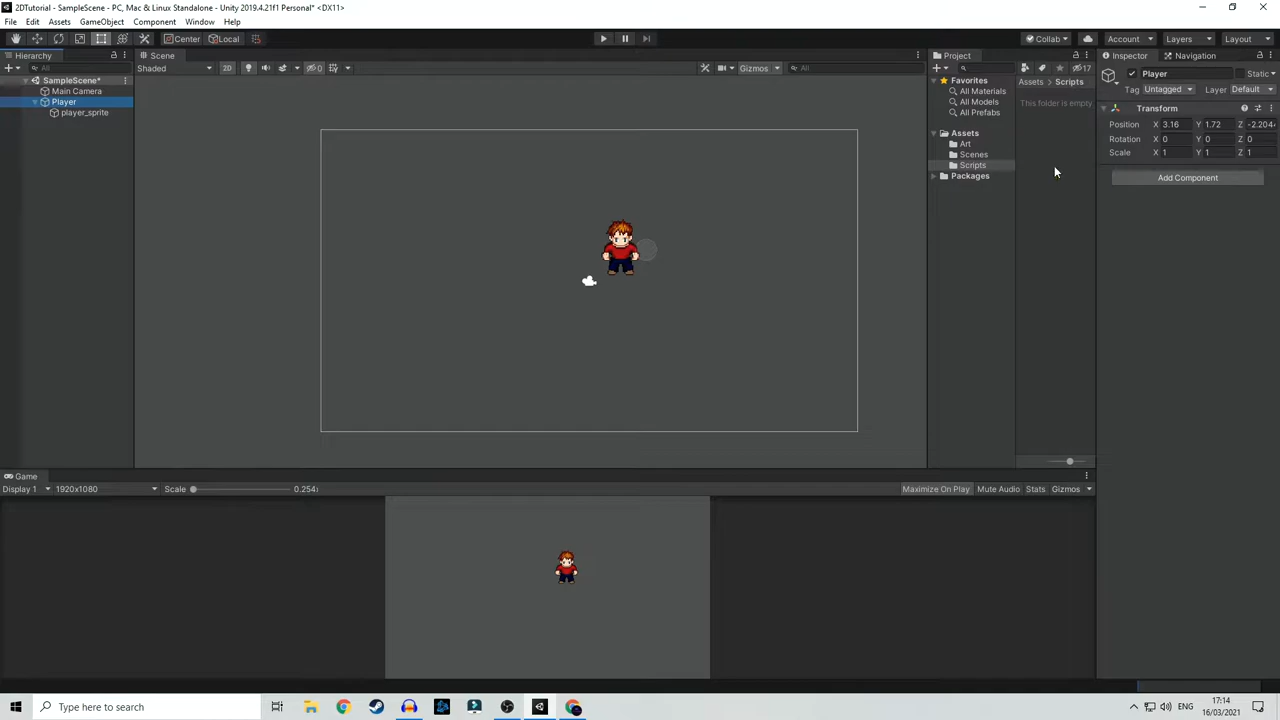 2DTutorial - SampleScene - PC, Mac & Linux Standalone - Unity 2019.4.21f1 Personal* <DX11>
File Edit Assets GameObject Component Window Help
Center Local Collab Account Layers Layout
Hierarchy Scene Project Inspector Navigation
All Shaded 2D 0 Gizmos All 17 Player Static
SampleScene* Favorites Assets Scripts
Main Camera All Materials Tag Untagged Layer Default
Player All Models This folder is empty
player_sprite All Prefabs Transform
Position X 3.16 Y 1.72 Z -2.204
Assets Rotation X 0 Y 0 Z 0
Art
Scenes Scale X 1 Y 1 Z 1
Scripts
Packages Add Component
Game
Display 1 1920x1080 Scale 0.254: Maximize On Play Mute Audio Stats Gizmos
Type here to search ENG 17:14
16/03/2021